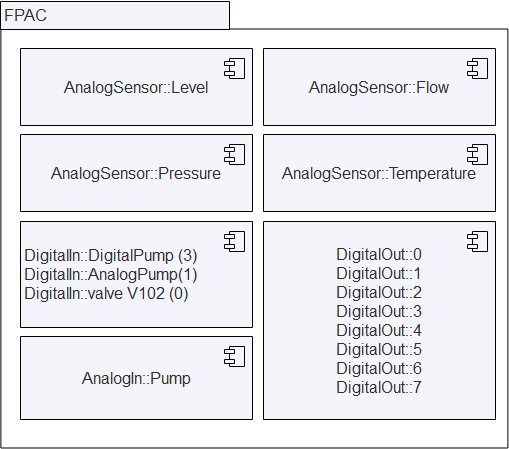 FPAC
AnalogSensor::Level
AnalogSensor::Flow
AnalogSensor::Pressure
AnalogSensor::Temperature
DigitalIn::DigitalPump (3)
DigitalIn::AnalogPump(1)
DigitalIn::valve V102 (0)
DigitalOut::0
DigitalOut::1
DigitalOut::2
DigitalOut::3
DigitalOut::4
DigitalOut::5
DigitalOut::6
DigitalOut::7
AnalogIn::Pump